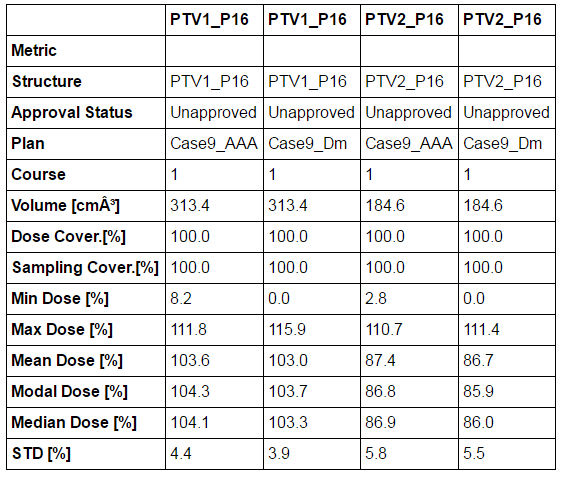 PTV1_P16 PTV1_P16 PTV2_P16 PTV2_P16
Metric
Structure PTV1_P16 PTV1_P16 PTV2_P16 PTV2_P16
Approval Status Unapproved Unapproved Unapproved Unapproved
Plan Case9_AAA Case9_Dm Case9_AAA Case9_Dm
Course 1 1 1 1
Volume [cmÂ³] 313.4 313.4 184.6 184.6
Dose Cover.[%] 100.0 100.0 100.0 100.0
Sampling Cover.[%] 100.0 100.0 100.0 100.0
Min Dose [%] 8.2 0.0 2.8 0.0
Max Dose [%] 111.8 115.9 110.7 111.4
Mean Dose [%] 103.6 103.0 87.4 86.7
Modal Dose [%] 104.3 103.7 86.8 85.9
Median Dose [%] 104.1 103.3 86.9 86.0
STD [%] 4.4 3.9 5.8 5.5